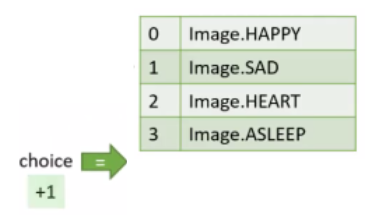 0 Image.HAPPY
1 Image.SAD
2 Image.HEART
3 Image.ASLEEP
choice =
+1